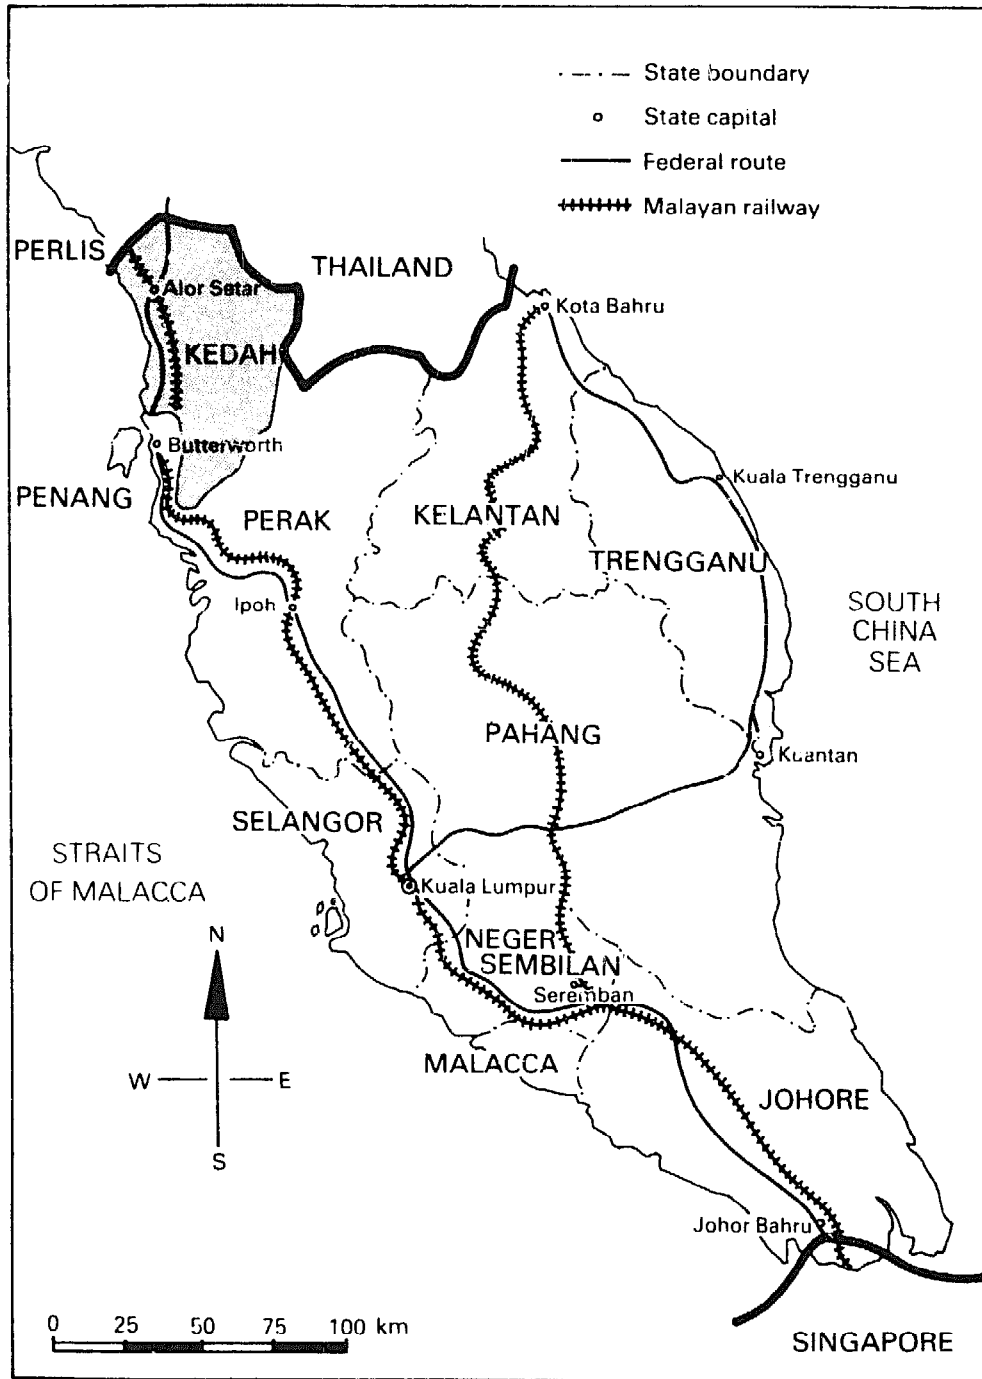 State boundary
State capital
Federal route
Malayan railway
PERLIS
THAILAND
Alor Setar
Kota Bahru
KEDAH
Butterworth
Kuala Trengganu
PENANG
PERAK
KELANTAN
TRENGGANU
Ipoh
SOUTH
CHINA
SEA
PAHANG
Kuantan
SELANGOR
STRAITS
OF MALACCA
Kuala Lumpur
N
NEGER
SEMBILAN
Seremban
MALACCA
W
E
JOHORE
S
Johor Bahru
0 25 50 75 100 km
SINGAPORE